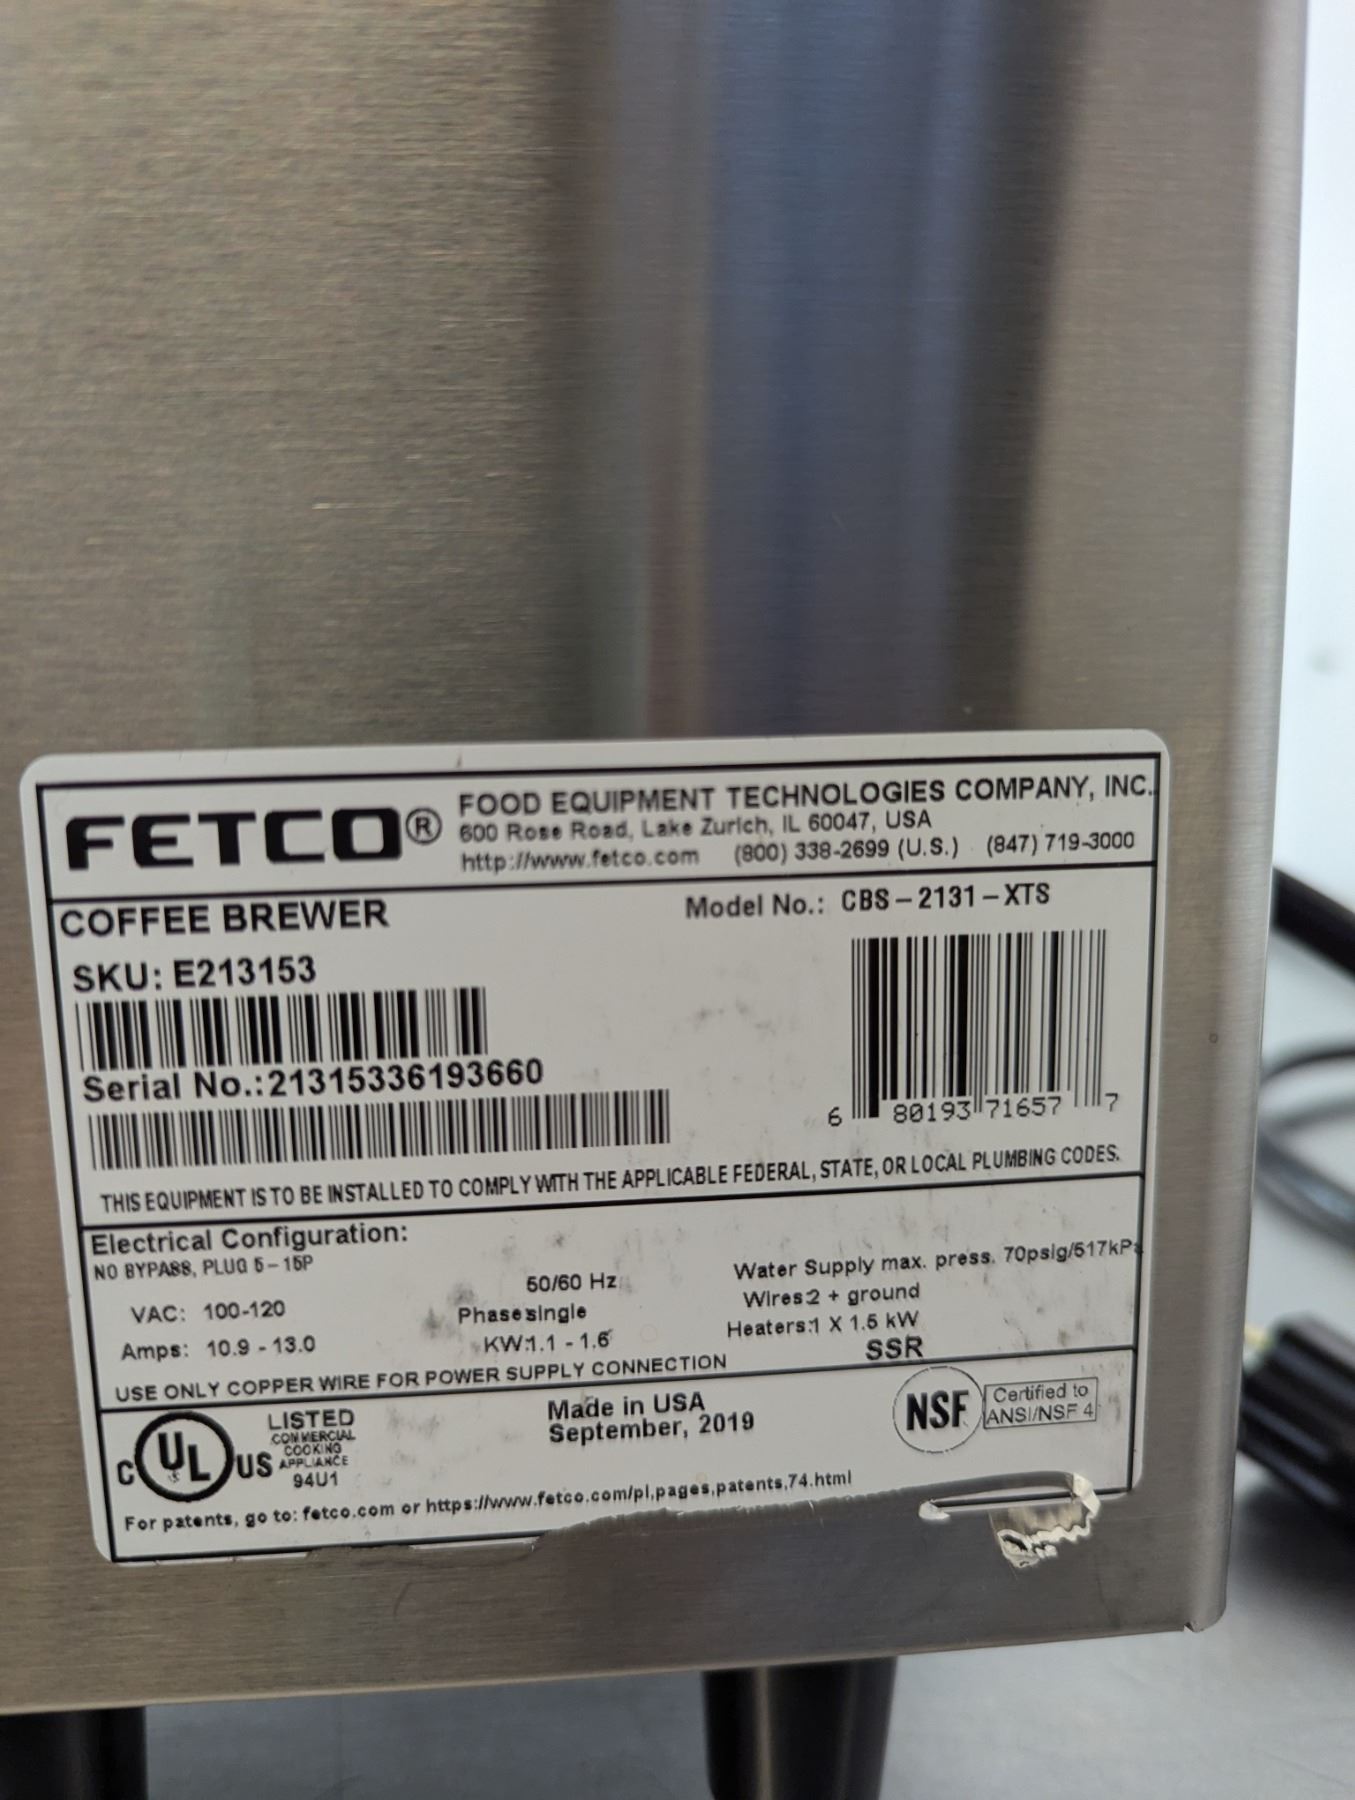 FETCO®
FOOD EQUIPMENT TECHNOLOGIES COMPANY, INC.
600 Rose Road, Lake Zurich, IL 60047, USA
http://www.fetco.com (800) 338-2699 (U.S.) (847) 719-3000
COFFEE BREWER
Model No.: CBS-2131-XTS
SKU: E213153
Serial No.:21315336193660
6 80193 71657 7
THIS EQUIPMENT IS TO BE INSTALLED TO COMPLY WITH THE APPLICABLE FEDERAL, STATE, OR LOCAL PLUMBING CODES.
Electrical Configuration:
NO BYPASS, PLUG 5-15P
VAC: 100-120
Amps: 10.9 - 13.0
50/60 Hz
Phase:single
KW:1.1 - 1.6
Water Supply max. press. 70psig/517kPa
Wires:2 + ground
Heaters:1 X 1.5 kW
SSR
USE ONLY COPPER WIRE FOR POWER SUPPLY CONNECTION
C UL US
LISTED
COMMERCIAL
COOKING
APPLIANCE
94U1
Made in USA
September, 2019
NSF
Certified to
ANSI/NSF 4
For patents, go to: fetco.com or https://www.fetco.com/pl,pages,patents,74.html